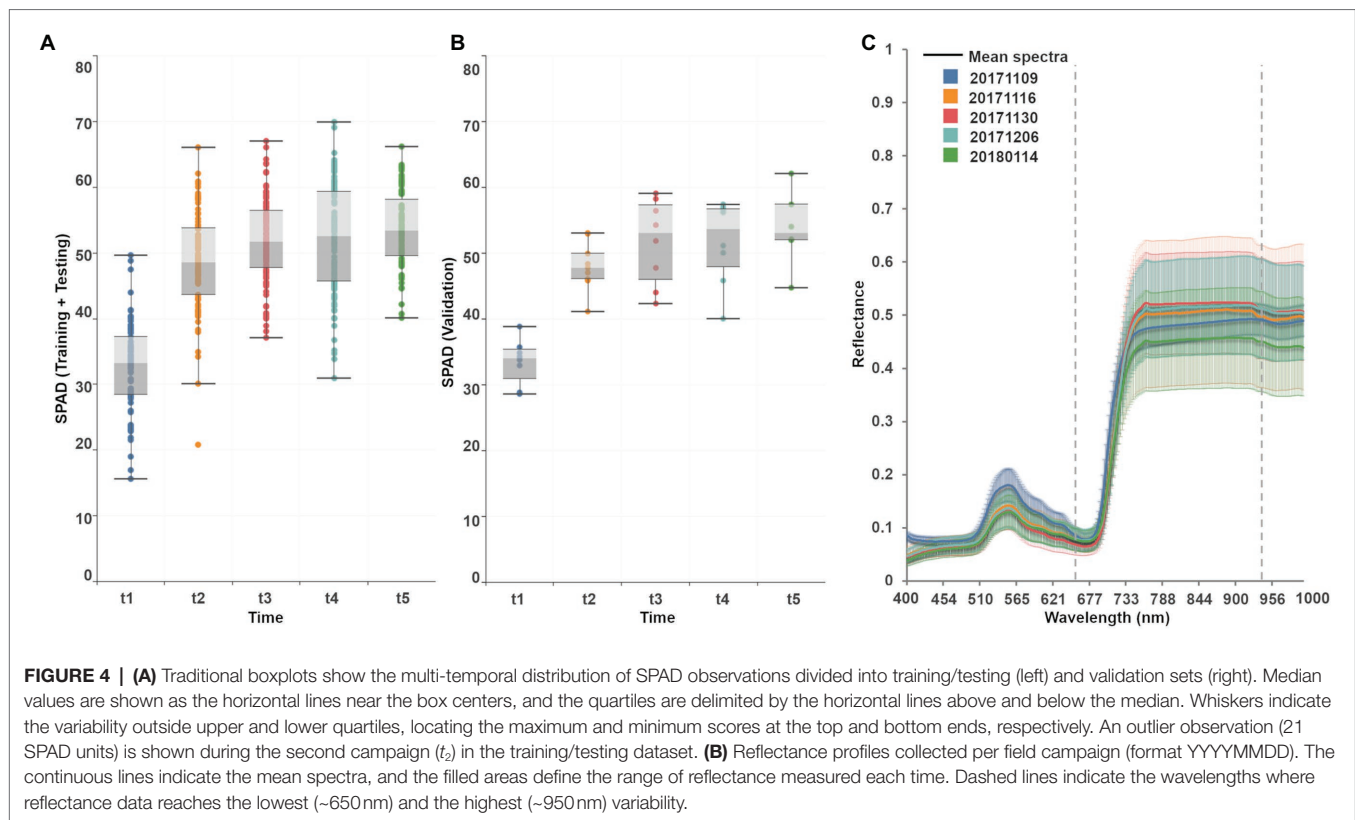 A
SPAD (Training + Testing)
80
70
60
50
40
30
20
10
0
t1 t2 t3 t4 t5
Time
B
SPAD (Validation)
80
70
60
50
40
30
20
10
0
t1 t2 t3 t4 t5
Time
C
Reflectance
1
0.9
0.8
0.7
0.6
0.5
0.4
0.3
0.2
0.1
0
Mean spectra
20171109
20171116
20171130
20171206
20180114
400 454 510 565 621 677 733 788 844 900 956 1000
Wavelength (nm)
FIGURE 4 | (A) Traditional boxplots show the multi-temporal distribution of SPAD observations divided into training/testing (left) and validation sets (right). Median
values are shown as the horizontal lines near the box centers, and the quartiles are delimited by the horizontal lines above and below the median. Whiskers indicate
the variability outside upper and lower quartiles, locating the maximum and minimum scores at the top and bottom ends, respectively. An outlier observation (21
SPAD units) is shown during the second campaign (t2) in the training/testing dataset. (B) Reflectance profiles collected per field campaign (format YYYYMMDD). The
continuous lines indicate the mean spectra, and the filled areas define the range of reflectance measured each time. Dashed lines indicate the wavelengths where
reflectance data reaches the lowest (~650 nm) and the highest (~950 nm) variability.